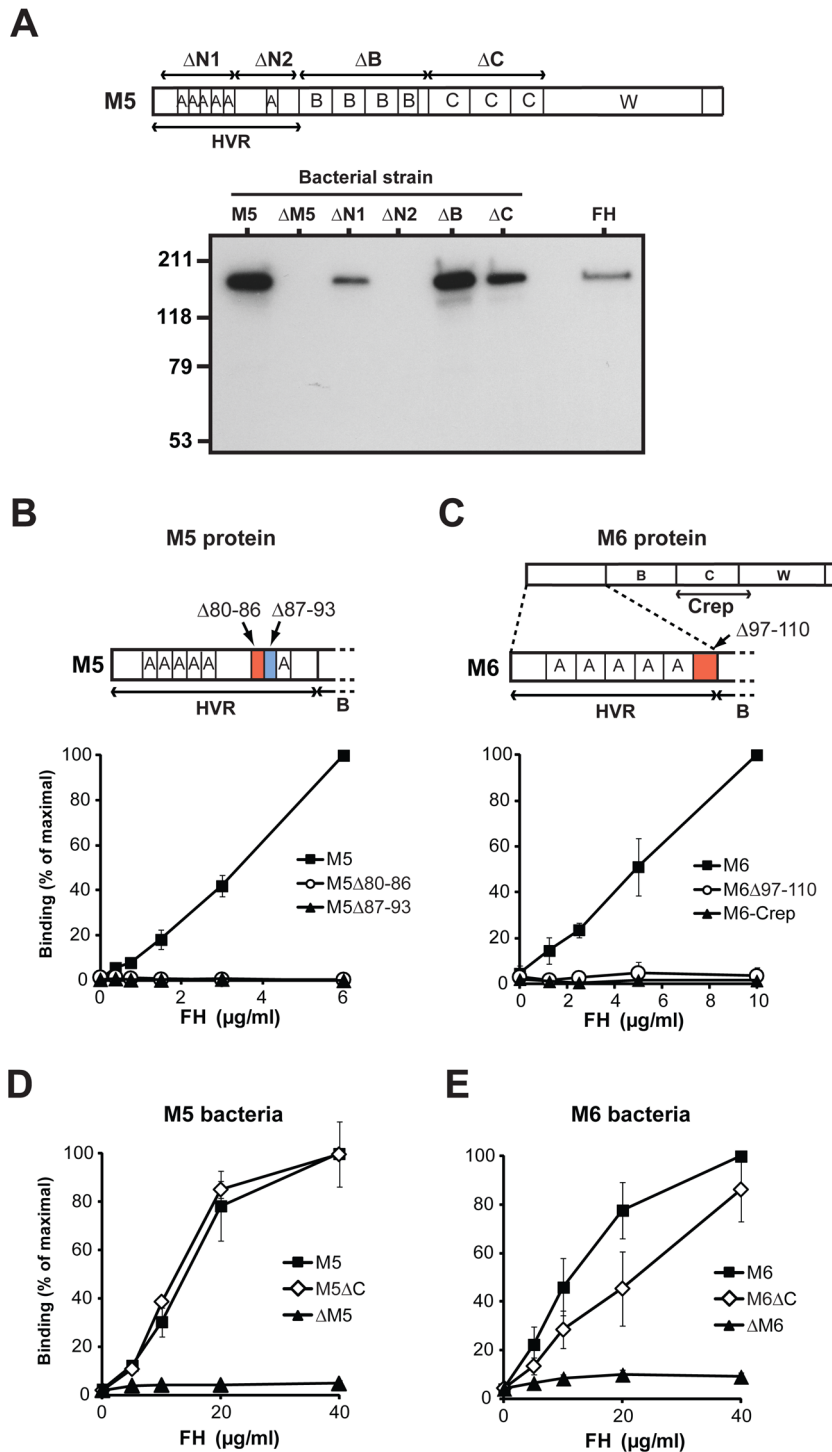 A
ΔN1 ΔN2 ΔB ΔC
M5 A A A A A A B B B B C C C W
HVR
Bacterial strain
M5 ΔM5 ΔN1 ΔN2 ΔB ΔC FH
211
118
79
53
B
M5 protein
Δ80-86 Δ87-93
M5 A A A A A A
HVR B
Binding (% of maximal)
100
80
60
40
20
0
M5
M5Δ80-86
M5Δ87-93
0 2 4 6
FH (µg/ml)
C
M6 protein
B C W
Crep
Δ97-110
M6 A A A A A
HVR B
100
80
60
40
20
0
M6
M6Δ97-110
M6-Crep
0 2 4 6 8 10
FH (µg/ml)
D
M5 bacteria
Binding (% of maximal)
100
80
60
40
20
0
M5
M5ΔC
ΔM5
0 20 40
FH (µg/ml)
E
M6 bacteria
100
80
60
40
20
0
M6
M6ΔC
ΔM6
0 20 40
FH (µg/ml)